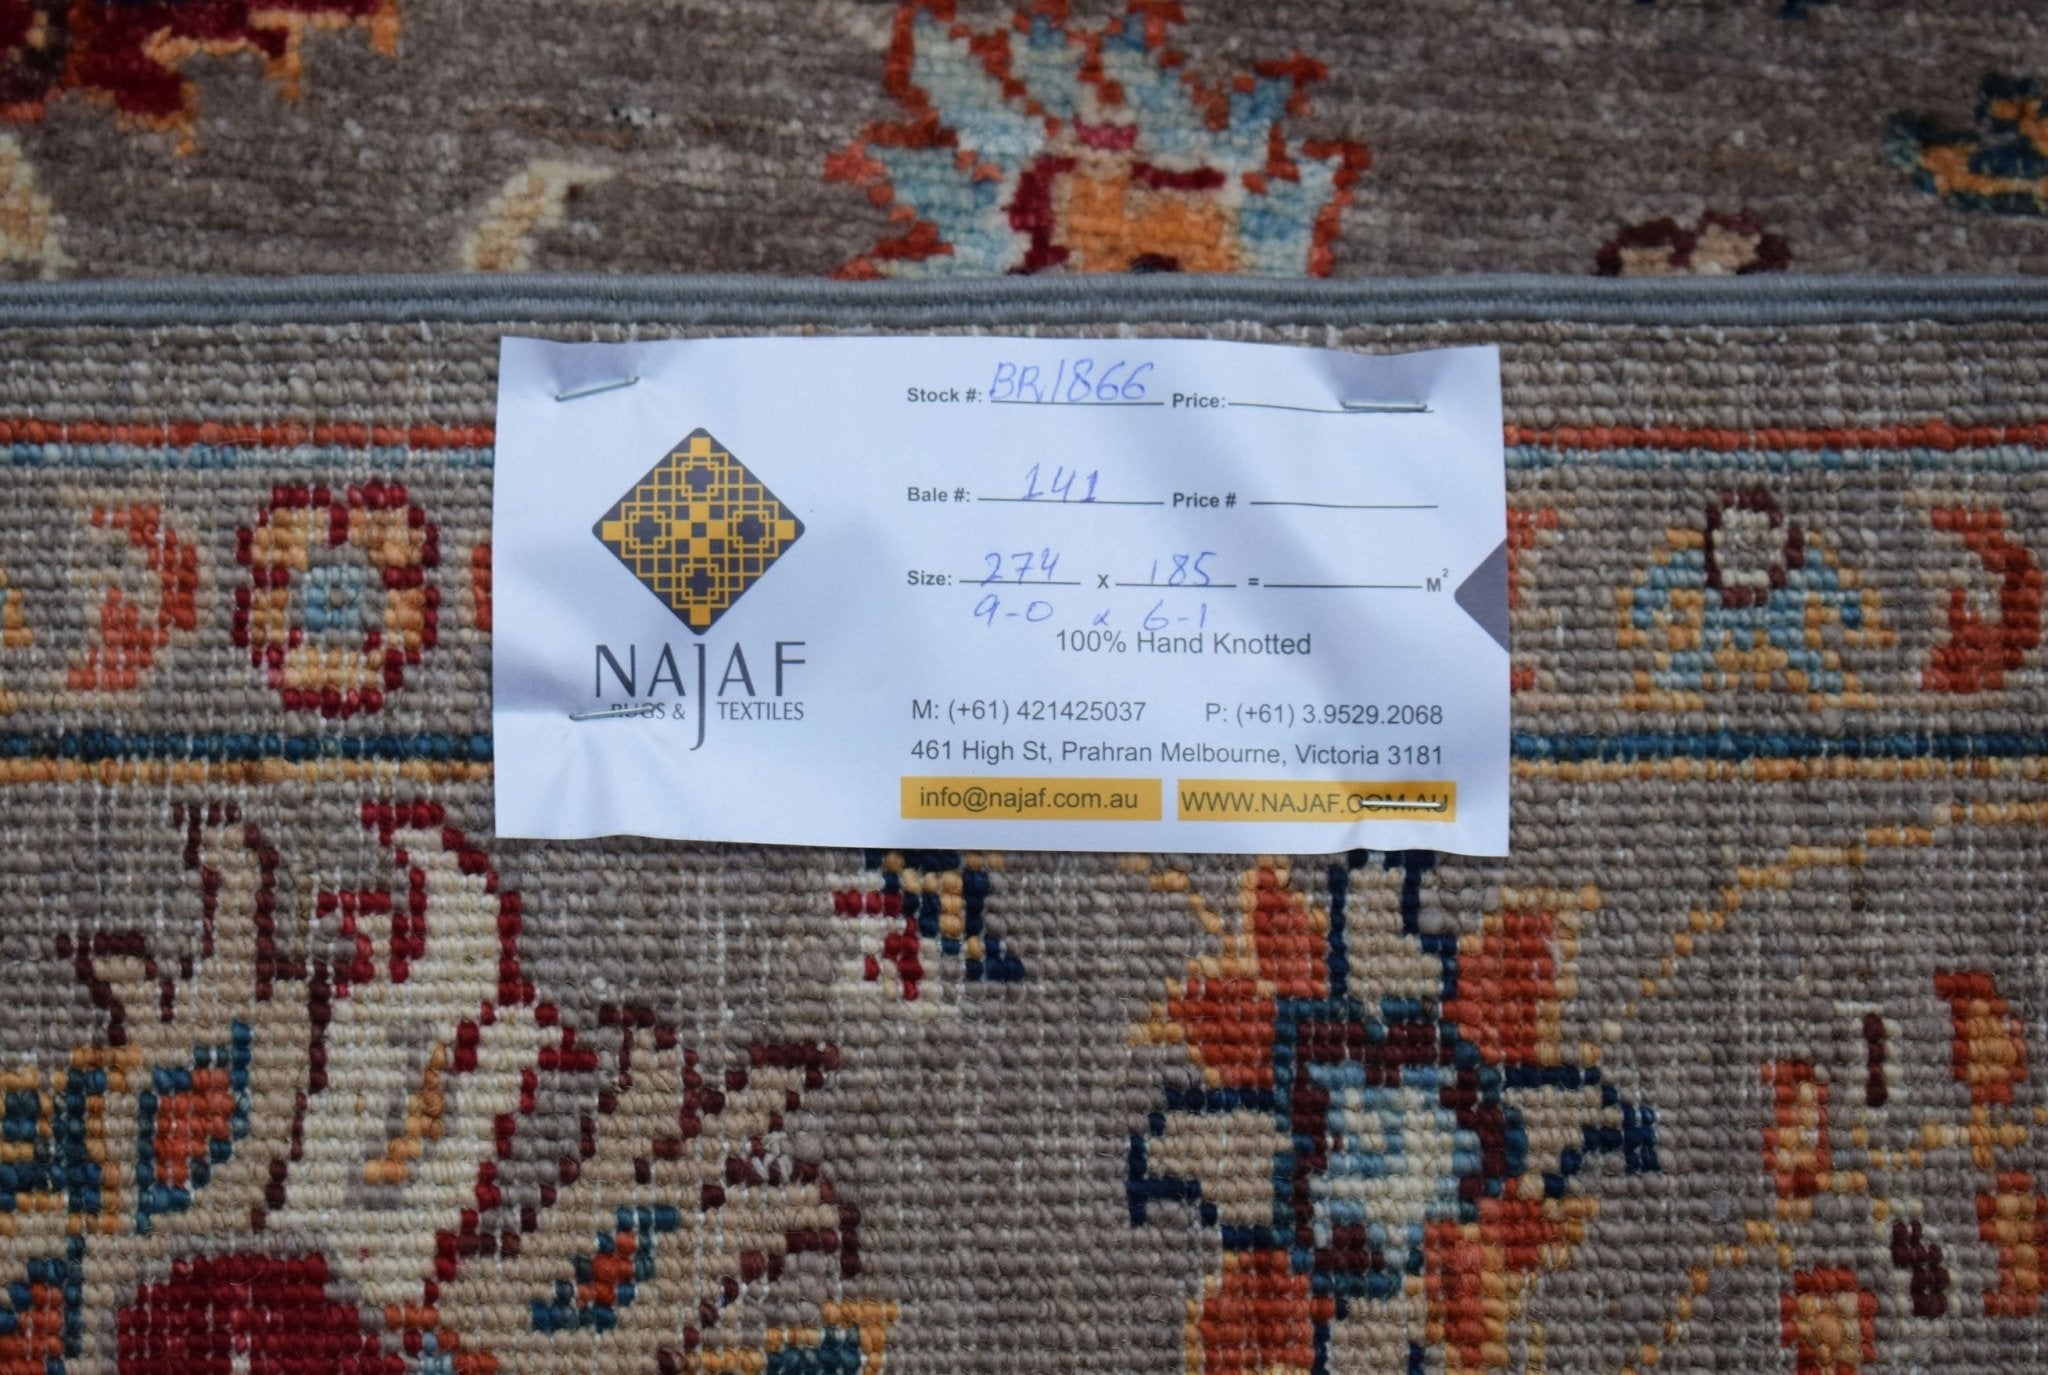 Stock #: BR1866 Price:
Bale #: 141 Price #
Size: 274 X 185 = M²
9-0 x 6-1
100% Hand Knotted
NAJAF
RUGS & TEXTILES
M: (+61) 421425037 P: (+61) 3.9529.2068
461 High St, Prahran Melbourne, Victoria 3181
info@najaf.com.au WWW.NAJAF.COM.AU